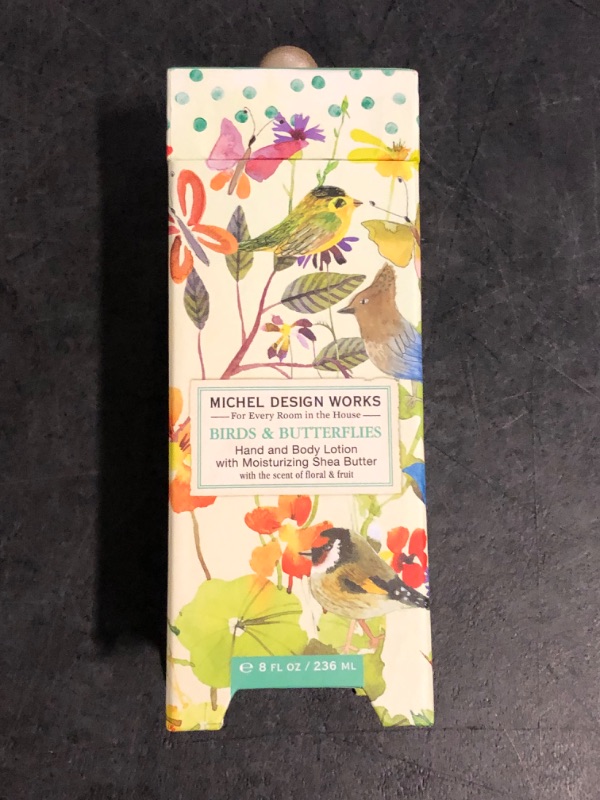 MICHEL DESIGN WORKS
For Every Room in the House
BIRDS & BUTTERFLIES
Hand and Body Lotion
with Moisturizing Shea Butter
with the scent of floral & fruit
℮ 8 FL OZ / 236 ML